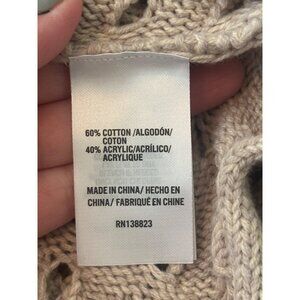 60% COTTON /ALGODÓN/
COTON
40% ACRYLIC/ACRÍLICO/
ACRYLIQUE
MADE IN CHINA/ HECHO EN
CHINA/ FABRIQUÉ EN CHINE
RN138823